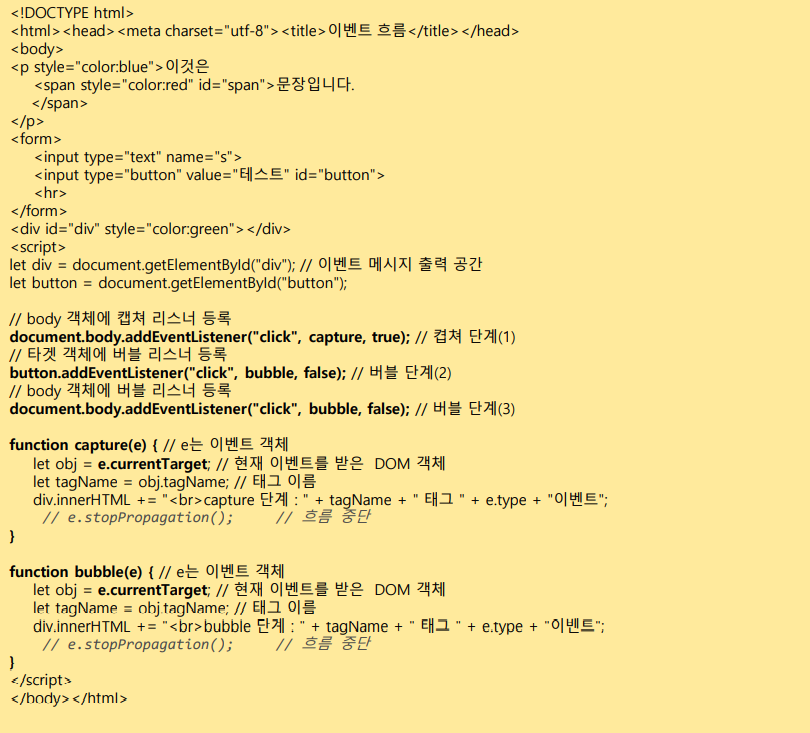 <!DOCTYPE html>
<html><head><meta charset="utf-8"><title>이벤트 흐름</title></head>
<body>
<p style="color:blue">이것은
<span style="color:red" id="span">문장입니다.
</span>
</p>
<form>
<input type="text" name="s">
<input type="button" value="테스트" id="button">
<hr>
</form>
<div id="div" style="color:green"></div>
<script>
let div = document.getElementById("div"); // 이벤트 메시지 출력 공간
let button = document.getElementById("button");
// body 객체에 캡쳐 리스너 등록
document.body.addEventListener("click", capture, true); // 켭쳐 단계(1)
// 타겟 객체에 버블 리스너 등록
button.addEventListener("click", bubble, false); // 버블 단계(2)
// body 객체에 버블 리스너 등록
document.body.addEventListener("click", bubble, false); // 버블 단계(3)
function capture(e) { // e는 이벤트 객체
let obj = e.currentTarget; // 현재 이벤트를 받은 DOM 객체
let tagName = obj.tagName; // 태그 이름
div.innerHTML += "<br>capture 단계 : " + tagName + " 태그 " + e.type + "이벤트";
// e.stopPropagation(); // 흐름 중단
}
function bubble(e) { // e는 이벤트 객체
let obj = e.currentTarget; // 현재 이벤트를 받은 DOM 객체
let tagName = obj.tagName; // 태그 이름
div.innerHTML += "<br>bubble 단계 : " + tagName + " 태그 " + e.type + "이벤트";
// e.stopPropagation(); // 흐름 중단
}
</script>
</body></html>